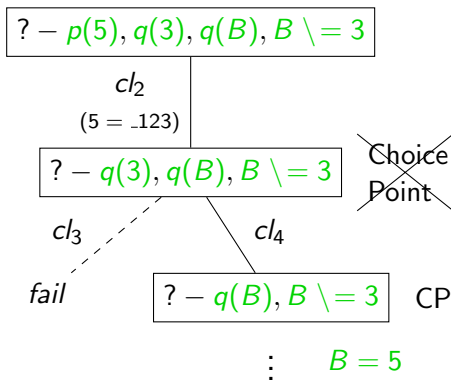 ? − p(5), q(3), q(B), B \= 3
cl2
(5 = _123)
? − q(3), q(B), B \= 3
Choice
Point
cl3
cl4
fail
? − q(B), B \= 3
CP
⋮
B = 5